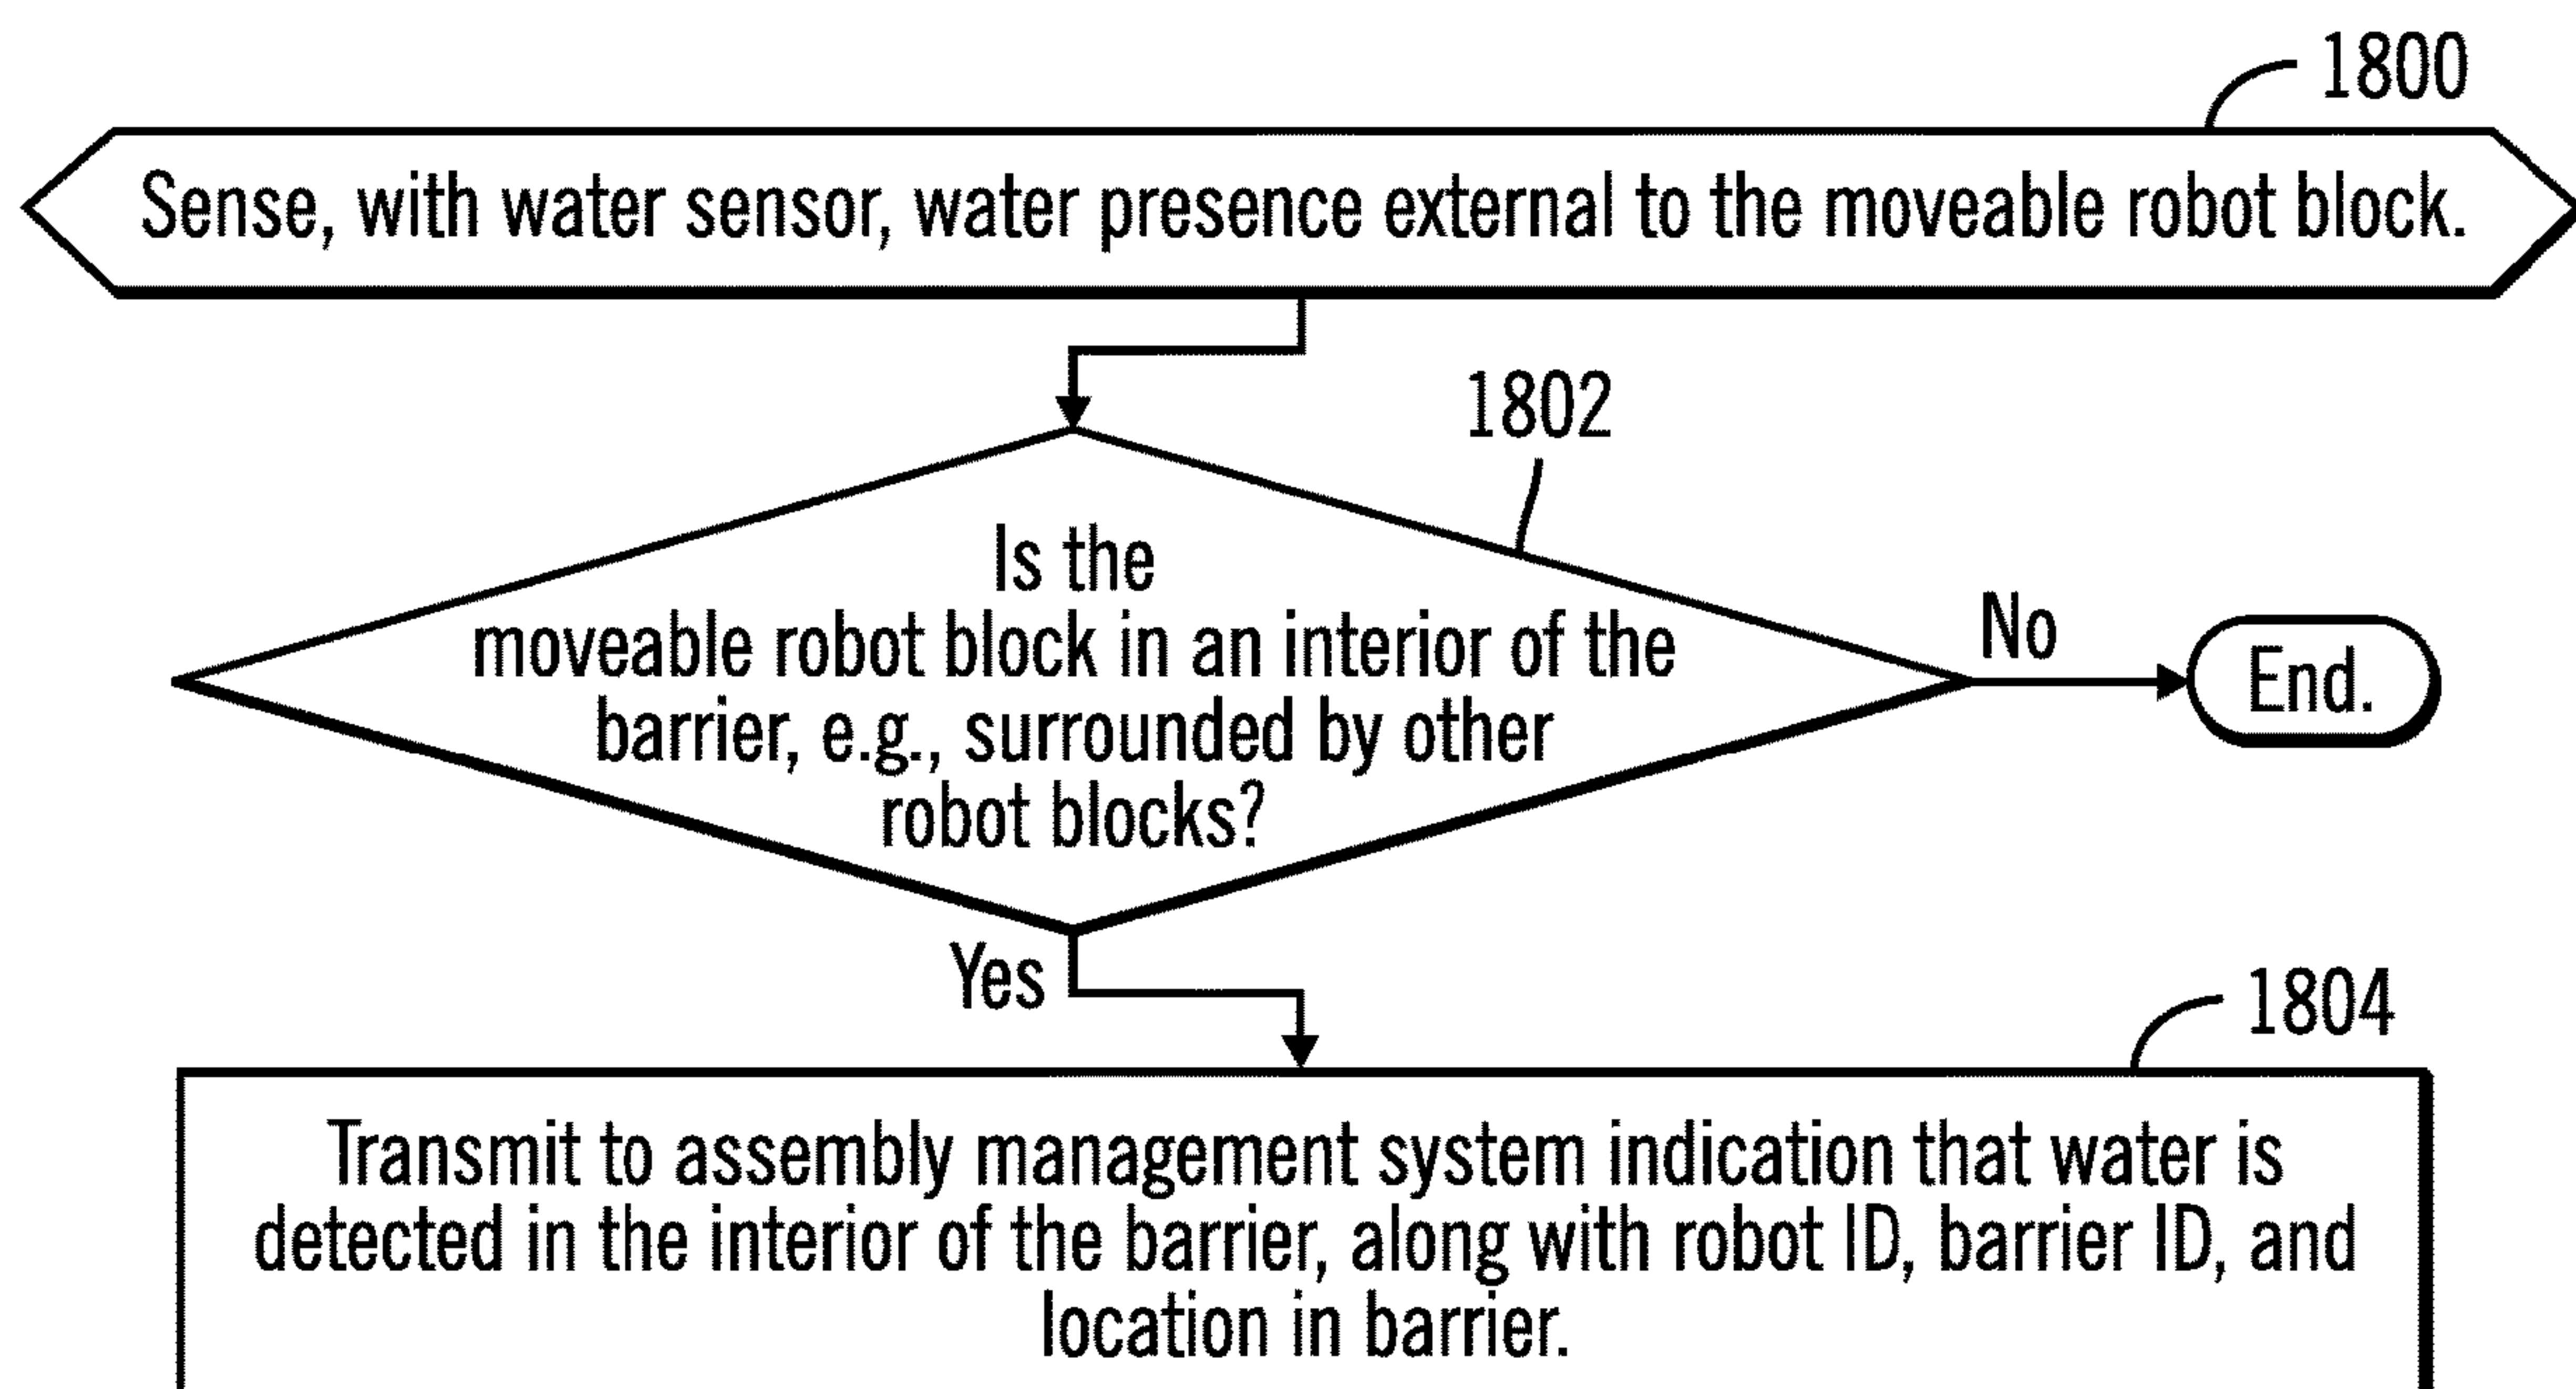 1800
Sense, with water sensor, water presence external to the moveable robot block.
1802
Is the
moveable robot block in an interior of the
barrier, e.g., surrounded by other
robot blocks?
No
End.
Yes
1804
Transmit to assembly management system indication that water is
detected in the interior of the barrier, along with robot ID, barrier ID, and
location in barrier.